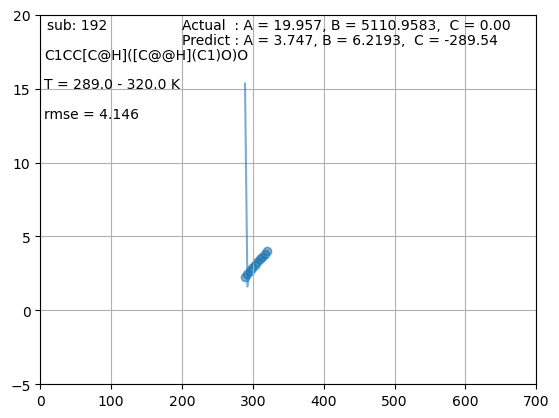 sub: 192
Actual : A = 19.957, B = 5110.9583, C = 0.00
Predict : A = 3.747, B = 6.2193, C = -289.54
C1CC[C@H]([C@@H](C1)O)O
T = 289.0 - 320.0 K
rmse = 4.146
20
15
10
5
0
−5
0 100 200 300 400 500 600 700